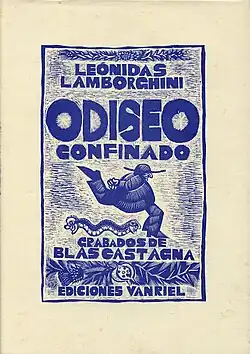 LEÓNIDAS
LAMBORGHINI
ODISEO
CONFINADO
GRABADOS DE
BLAS CASTAGNA
EDICIONES VAN RIEL